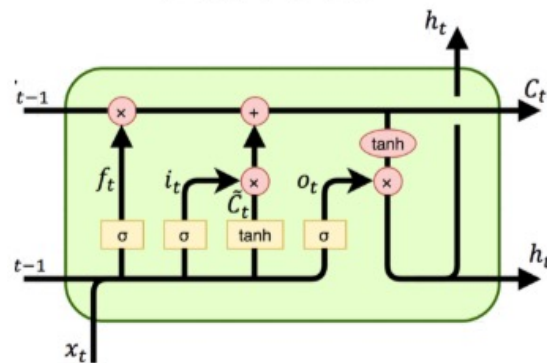 h_t
t−1 × + C_t
tanh
f_t i_t × o_t ×
C̃_t
σ σ tanh σ
t−1 h_t
x_t